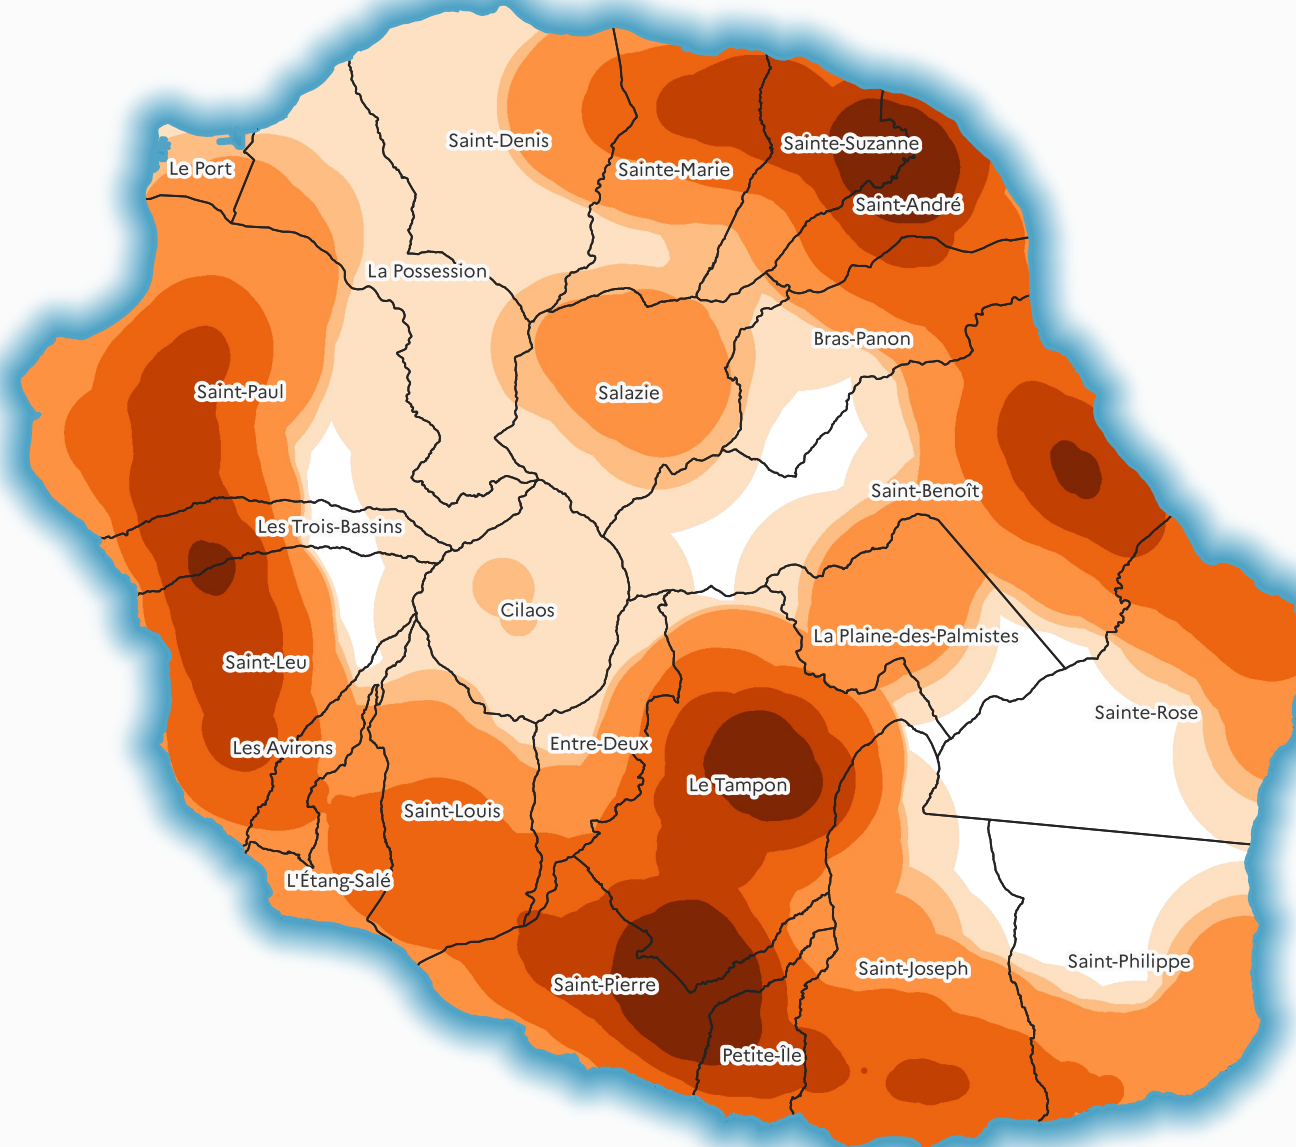 Saint-Denis
Sainte-Suzanne
Le Port
Sainte-Marie
Saint-André
La Possession
Bras-Panon
Saint-Paul
Salazie
Saint-Benoît
Les Trois-Bassins
Cilaos
La Plaine-des-Palmistes
Saint-Leu
Sainte-Rose
Les Avirons
Entre-Deux
Le Tampon
Saint-Louis
L'Étang-Salé
Saint-Philippe
Saint-Joseph
Saint-Pierre
Petite-Île